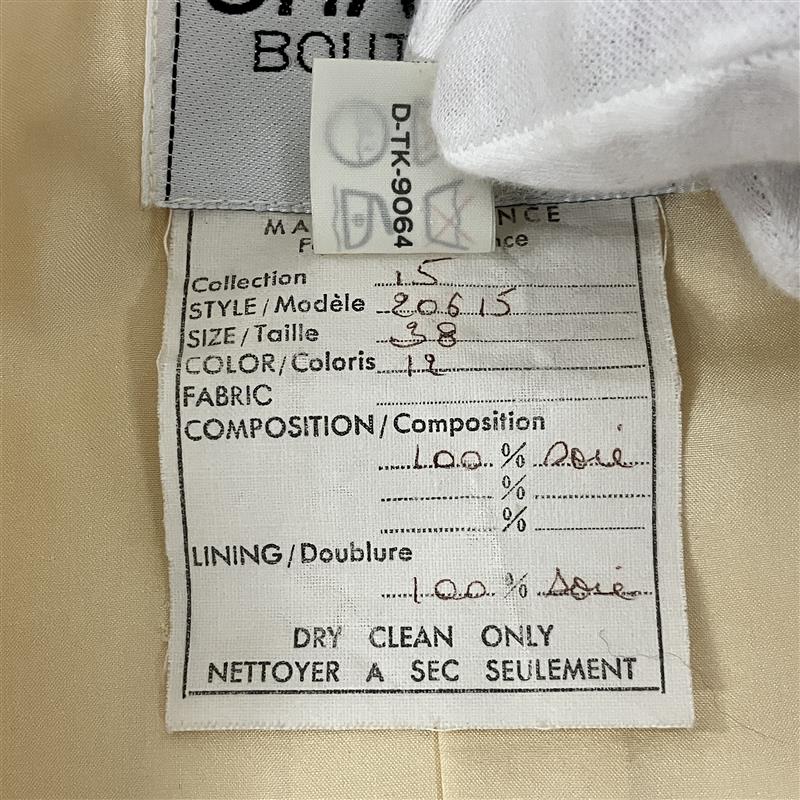 BOUT
D-TK-9064
MA NCE
F ce
Collection 15
STYLE/Modèle 20615
SIZE/Taille 38
COLOR/Coloris 12
FABRIC
COMPOSITION/Composition
100 % Soie
%
%
LINING/Doublure
100 % Soie
DRY CLEAN ONLY
NETTOYER A SEC SEULEMENT